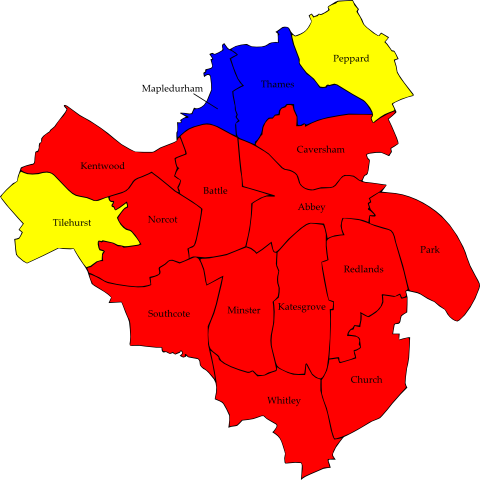 Peppard
Thames
Mapledurham
Caversham
Kentwood
Battle
Abbey
Tilehurst
Norcot
Park
Redlands
Southcote
Minster
Katesgrove
Church
Whitley